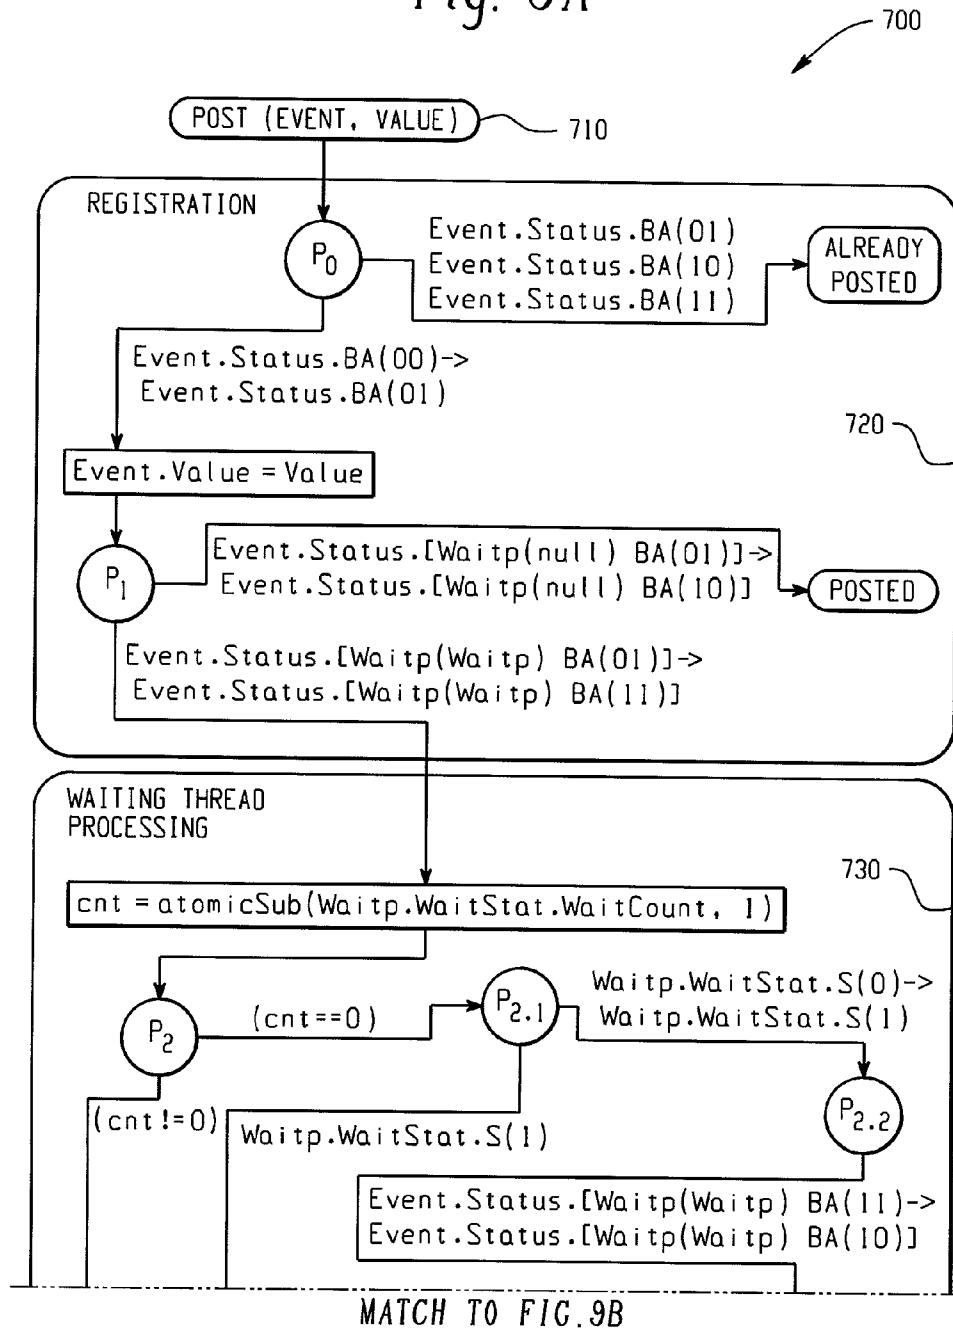 700
POST (EVENT, VALUE)
710
REGISTRATION
P0
Event.Status.BA(01)
Event.Status.BA(10)
Event.Status.BA(11)
ALREADY
POSTED
Event.Status.BA(00)->
Event.Status.BA(01)
720
Event.Value = Value
P1
Event.Status.[Waitp(null) BA(01)]->
Event.Status.[Waitp(null) BA(10)]
POSTED
Event.Status.[Waitp(Waitp) BA(01)]->
Event.Status.[Waitp(Waitp) BA(11)]
WAITING THREAD
PROCESSING
730
cnt = atomicSub(Waitp.WaitStat.WaitCount, 1)
P2
(cnt==0)
P2.1
Waitp.WaitStat.S(0)->
Waitp.WaitStat.S(1)
(cnt!=0)
Waitp.WaitStat.S(1)
P2.2
Event.Status.[Waitp(Waitp) BA(11)->
Event.Status.[Waitp(Waitp) BA(10)]
MATCH TO FIG.9B